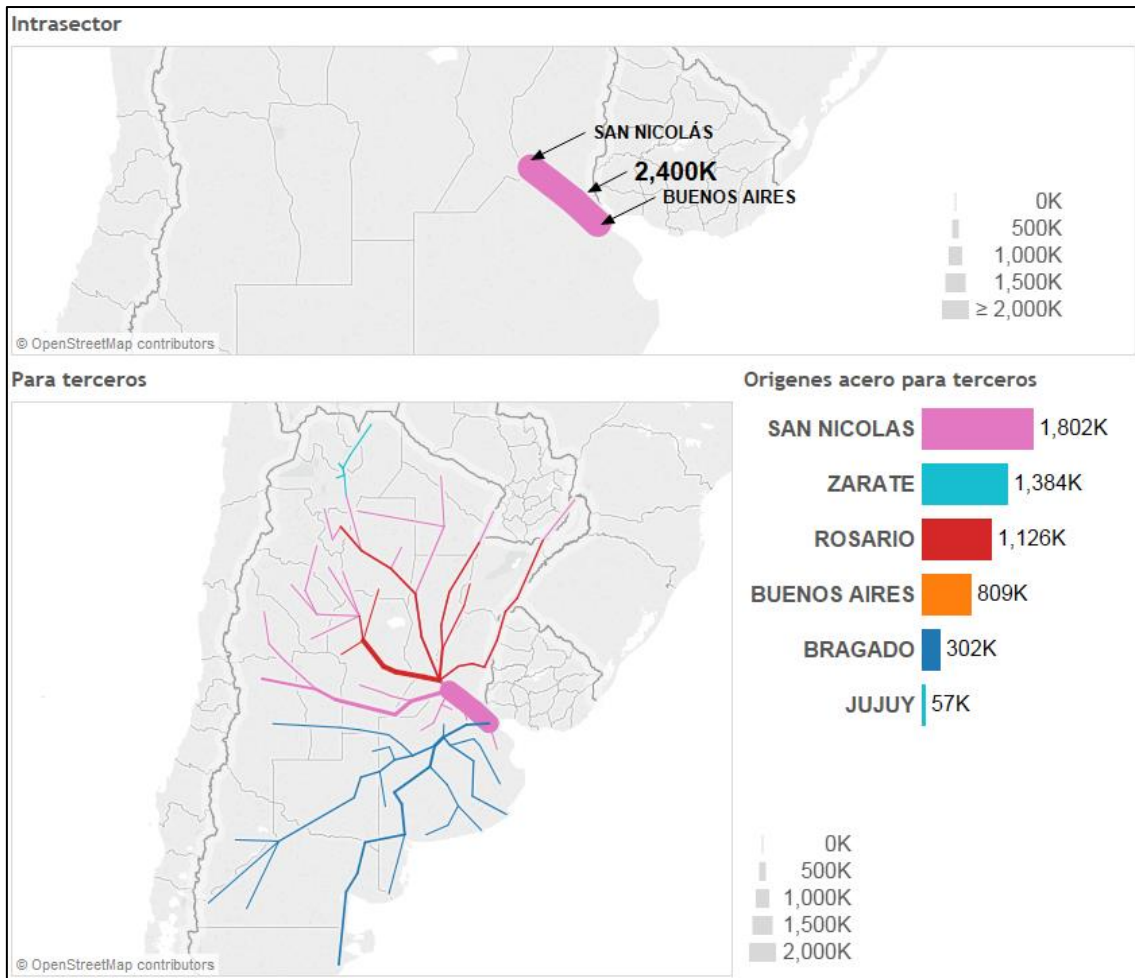 Intrasector
SAN NICOLÁS
2,400K
BUENOS AIRES
0K
500K
1,000K
1,500K
≥ 2,000K
© OpenStreetMap contributors
Para terceros
Origenes acero para terceros
SAN NICOLAS 1,802K
ZARATE 1,384K
ROSARIO 1,126K
BUENOS AIRES 809K
BRAGADO 302K
JUJUY 57K
0K
500K
1,000K
1,500K
2,000K
© OpenStreetMap contributors